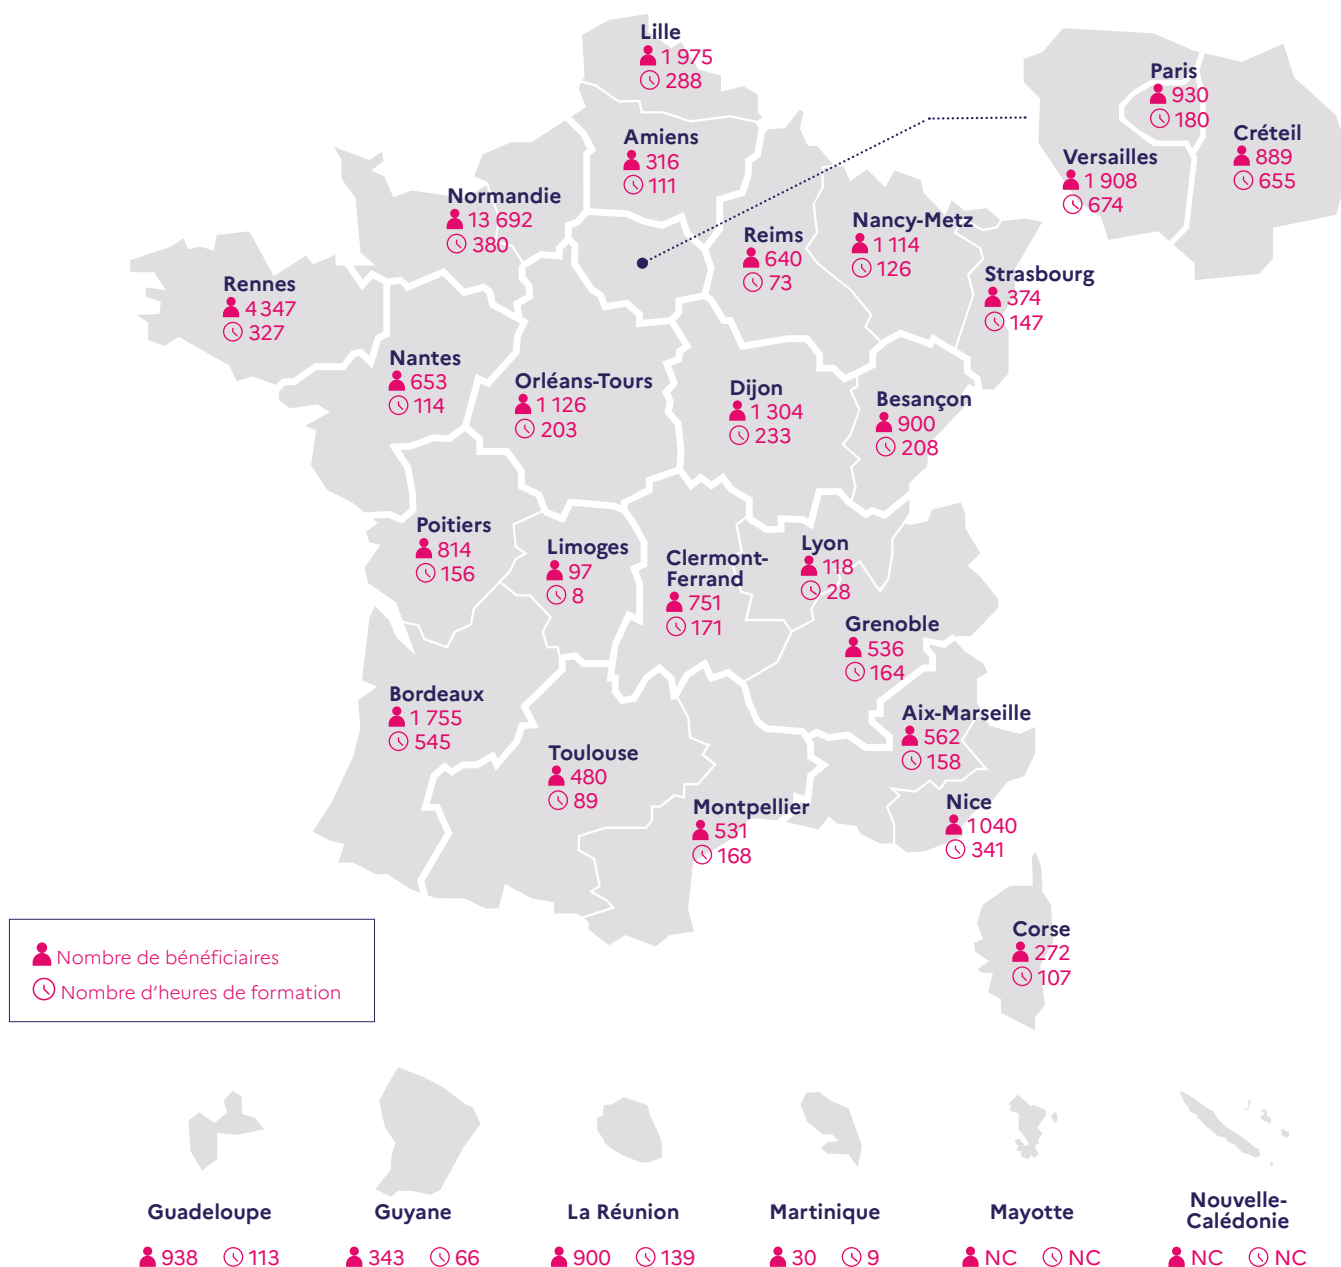 Lille
1 975
288
Amiens
316
111
Normandie
13 692
380
Paris
930
180
Créteil
889
655
Versailles
1 908
674
Reims
640
73
Nancy-Metz
1 114
126
Strasbourg
374
147
Rennes
4 347
327
Nantes
653
114
Orléans-Tours
1 126
203
Dijon
1 304
233
Besançon
900
208
Poitiers
814
156
Limoges
97
8
Clermont-
Ferrand
751
171
Lyon
118
28
Grenoble
536
164
Bordeaux
1 755
545
Toulouse
480
89
Montpellier
531
168
Aix-Marseille
562
158
Nice
1 040
341
Corse
272
107
Nombre de bénéficiaires
Nombre d'heures de formation
Guadeloupe
938 113
Guyane
343 66
La Réunion
900 139
Martinique
30 9
Mayotte
NC NC
Nouvelle-
Calédonie
NC NC